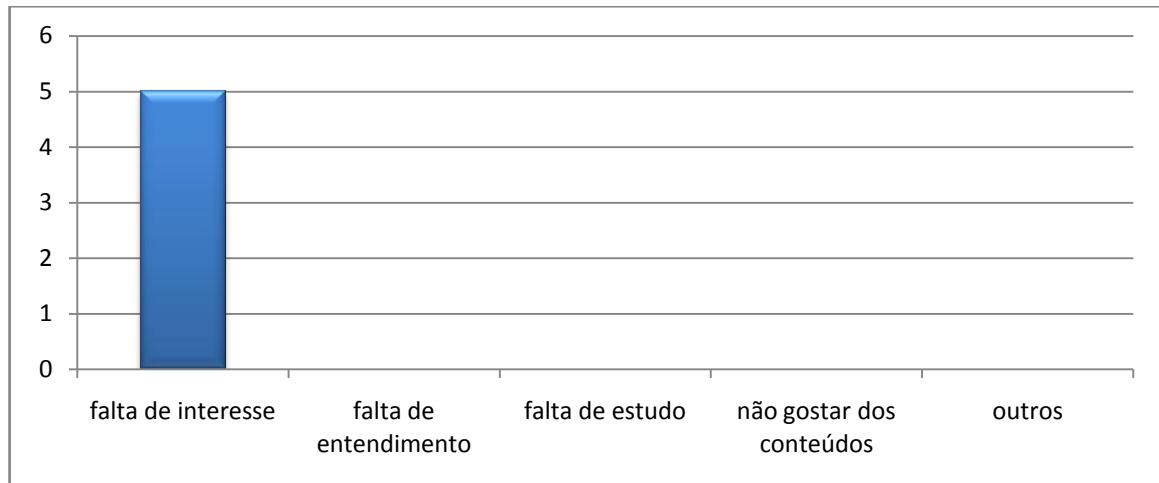 6
5
4
3
2
1
0
falta de interesse
falta de
entendimento
falta de estudo
não gostar dos
conteúdos
outros